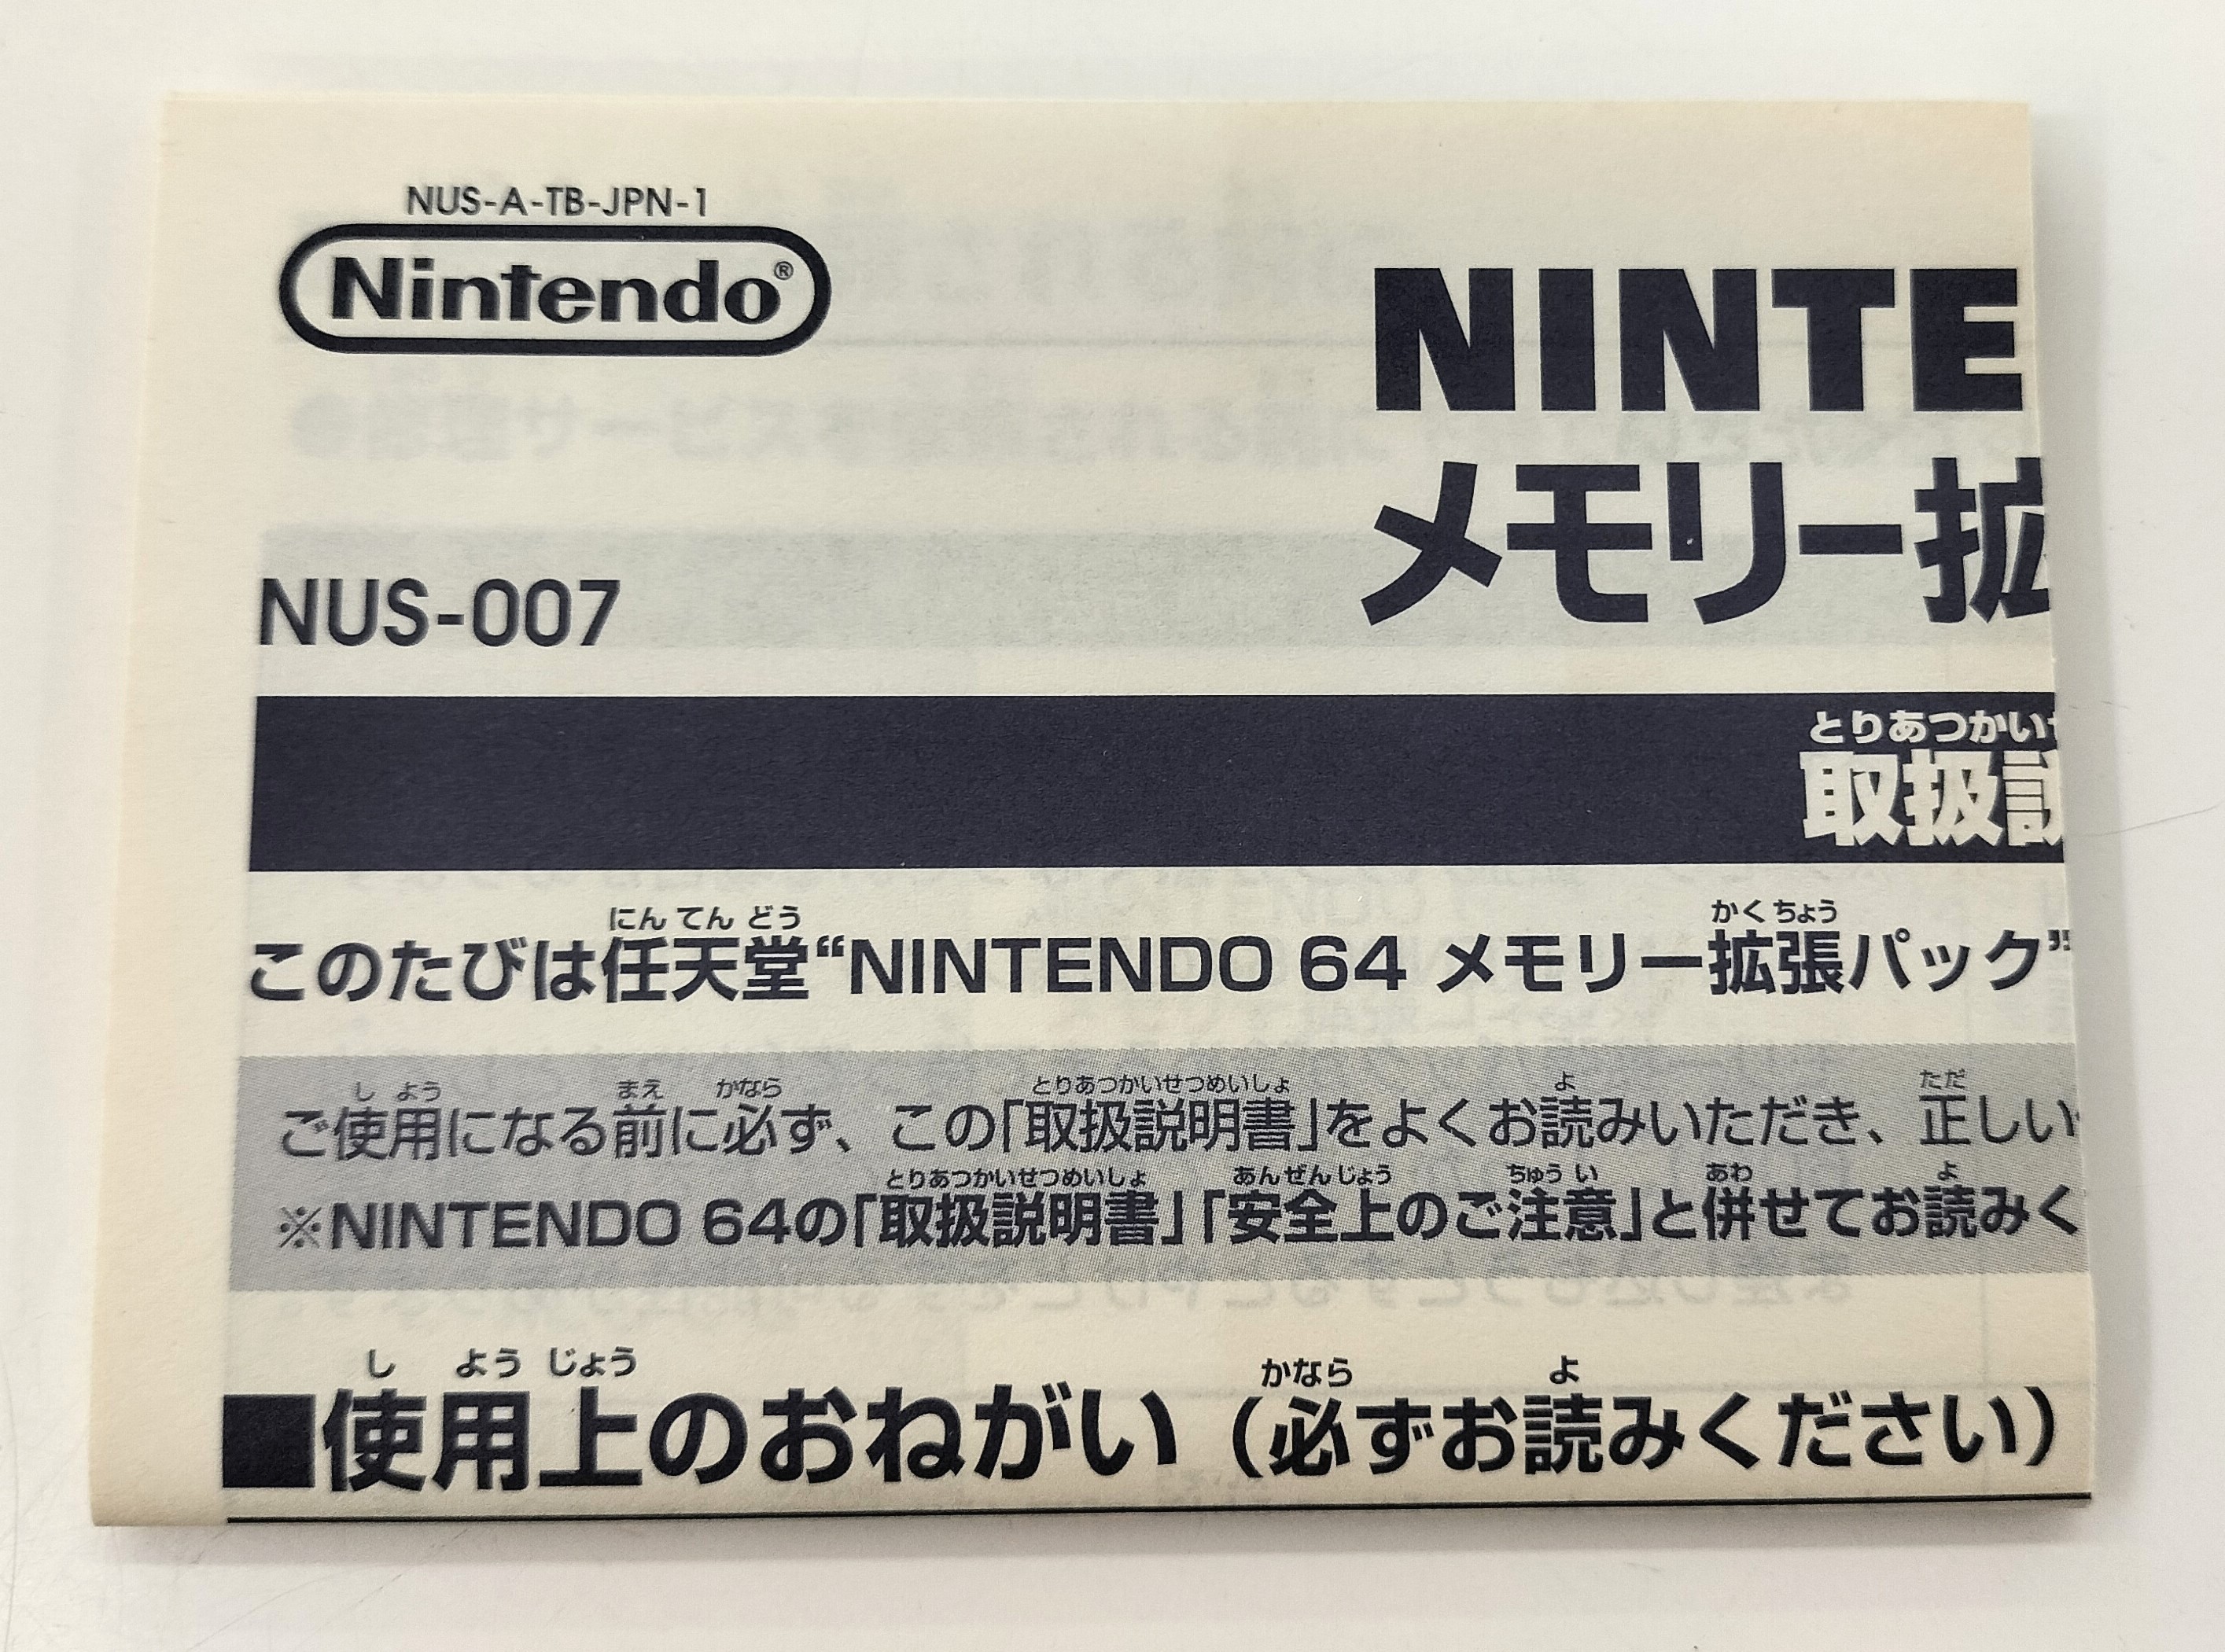 NUS-A-TB-JPN-1
Nintendo®
NINTE
メモリー拡
NUS-007
とりあつかい
取扱説
にん てん どう かくちょう
このたびは任天堂“NINTENDO 64 メモリー拡張パック”
し よう まえ かなら とりあつかいせつめいしょ よ ただ
ご使用になる前に必ず、この「取扱説明書」をよくお読みいただき、正しい
とりあつかいせつめいしょ あんぜんじょう ちゅう い あわ よ
※NINTENDO 64の「取扱説明書」「安全上のご注意」と併せてお読みく
し よう じょう かなら よ
■使用上のおねがい（必ずお読みください）